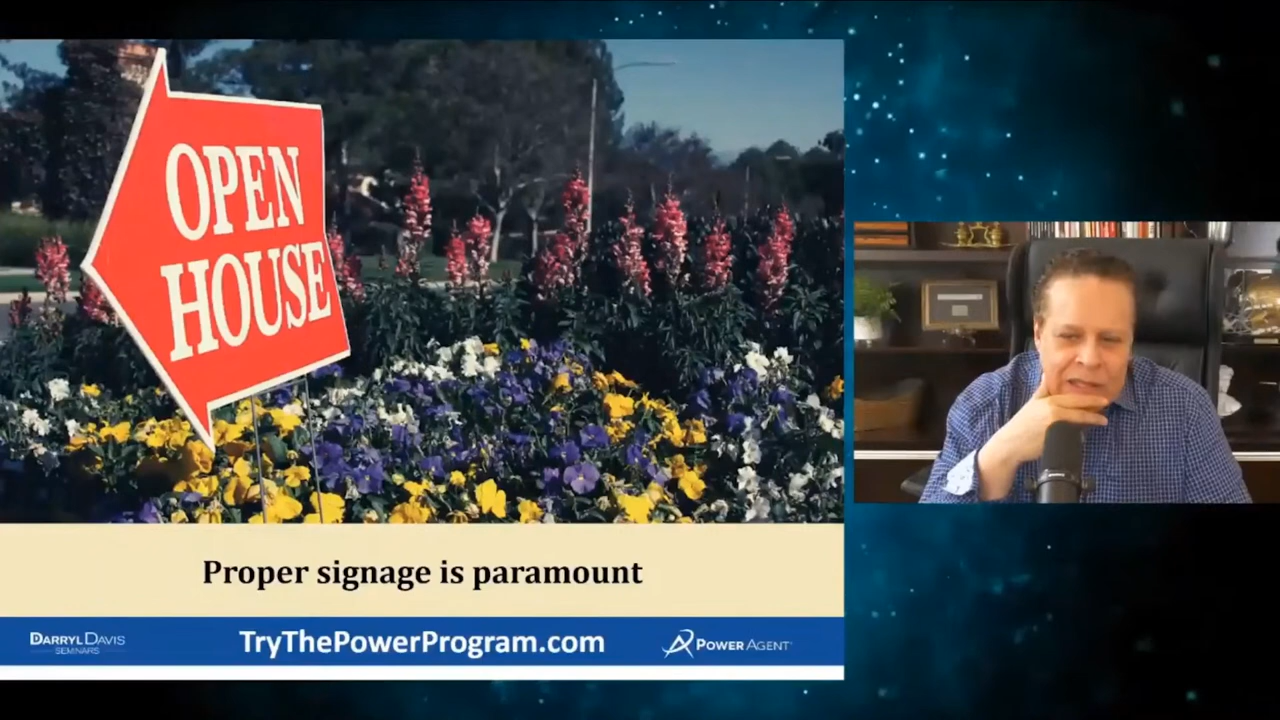 OPEN
HOUSE
Proper signage is paramount
DARRYL DAVIS
SEMINARS
TryThePowerProgram.com
POWER AGENT